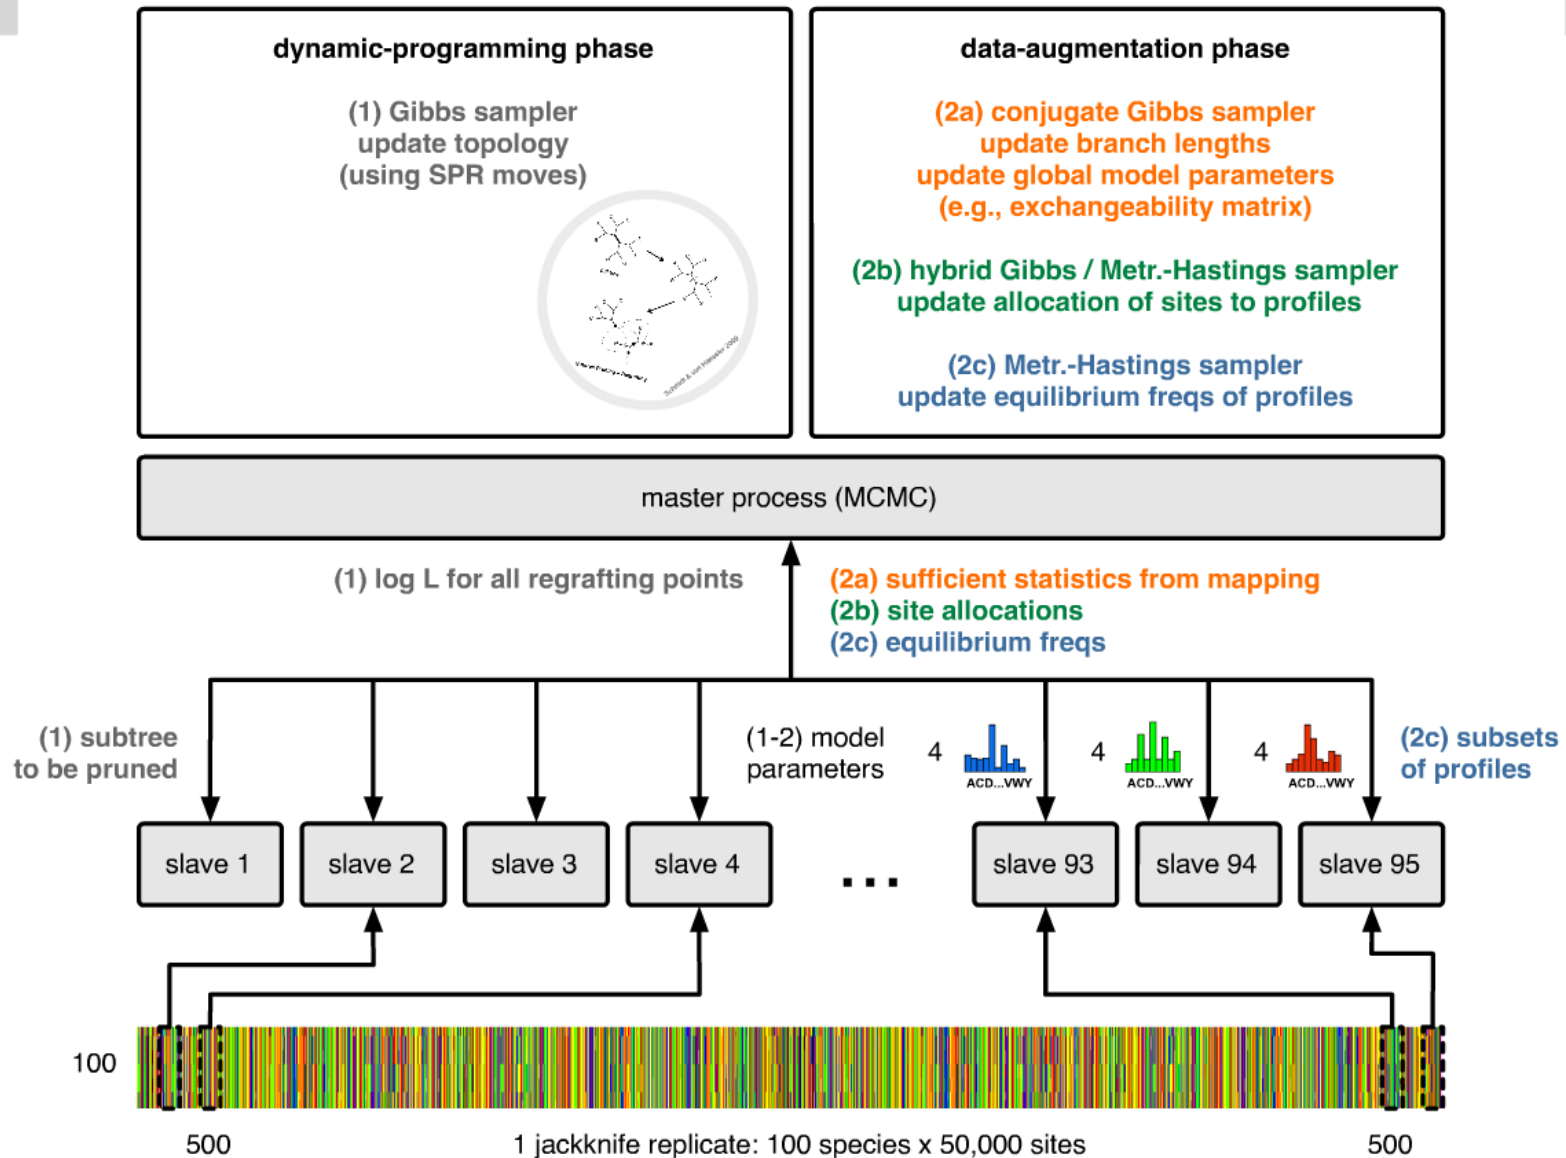 dynamic-programming phase
(1) Gibbs sampler
update topology
(using SPR moves)
Schmidt & von Haeseler 2009
data-augmentation phase
(2a) conjugate Gibbs sampler
update branch lengths
update global model parameters
(e.g., exchangeability matrix)
(2b) hybrid Gibbs / Metr.-Hastings sampler
update allocation of sites to profiles
(2c) Metr.-Hastings sampler
update equilibrium freqs of profiles
master process (MCMC)
(1) log L for all regrafting points
(2a) sufficient statistics from mapping
(2b) site allocations
(2c) equilibrium freqs
(1) subtree
to be pruned
(1-2) model
parameters
4
ACD...VWY
4
ACD...VWY
4
ACD...VWY
(2c) subsets
of profiles
slave 1
slave 2
slave 3
slave 4
...
slave 93
slave 94
slave 95
100
500
1 jackknife replicate: 100 species x 50,000 sites
500